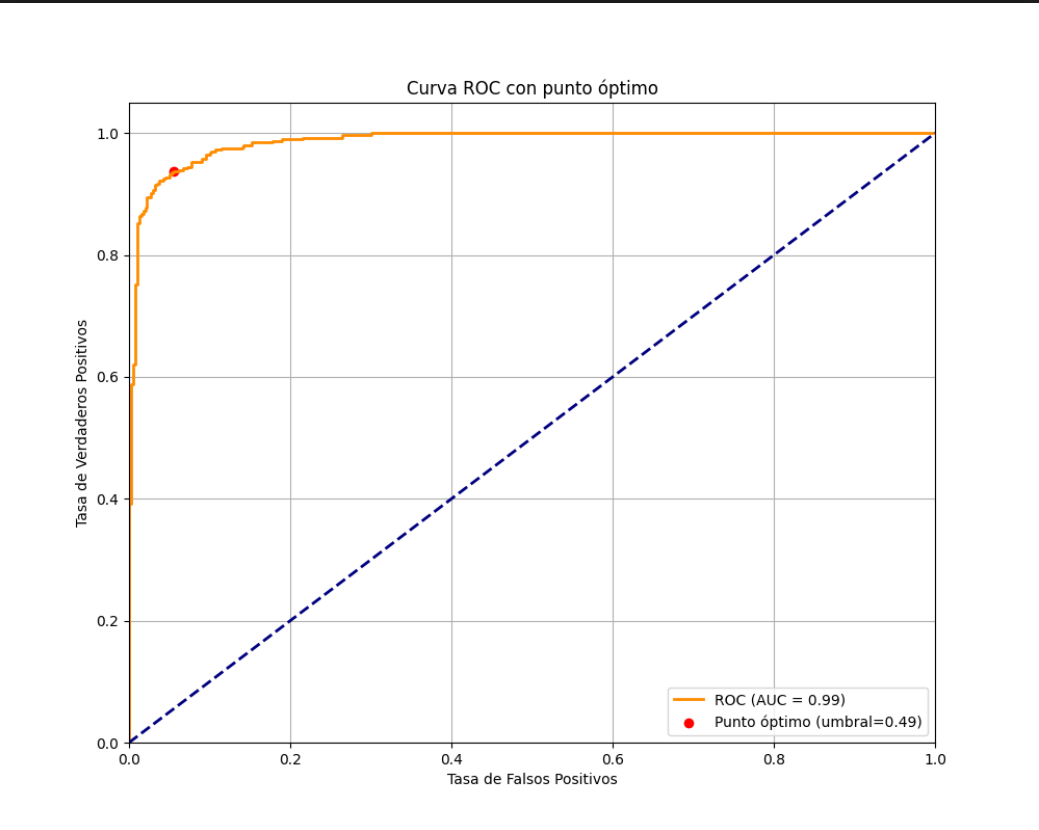 Curva ROC con punto óptimo
Tasa de Verdaderos Positivos
1.0
0.8
0.6
0.4
0.2
0.0
0.0 0.2 0.4 0.6 0.8 1.0
Tasa de Falsos Positivos
ROC (AUC = 0.99)
Punto óptimo (umbral=0.49)